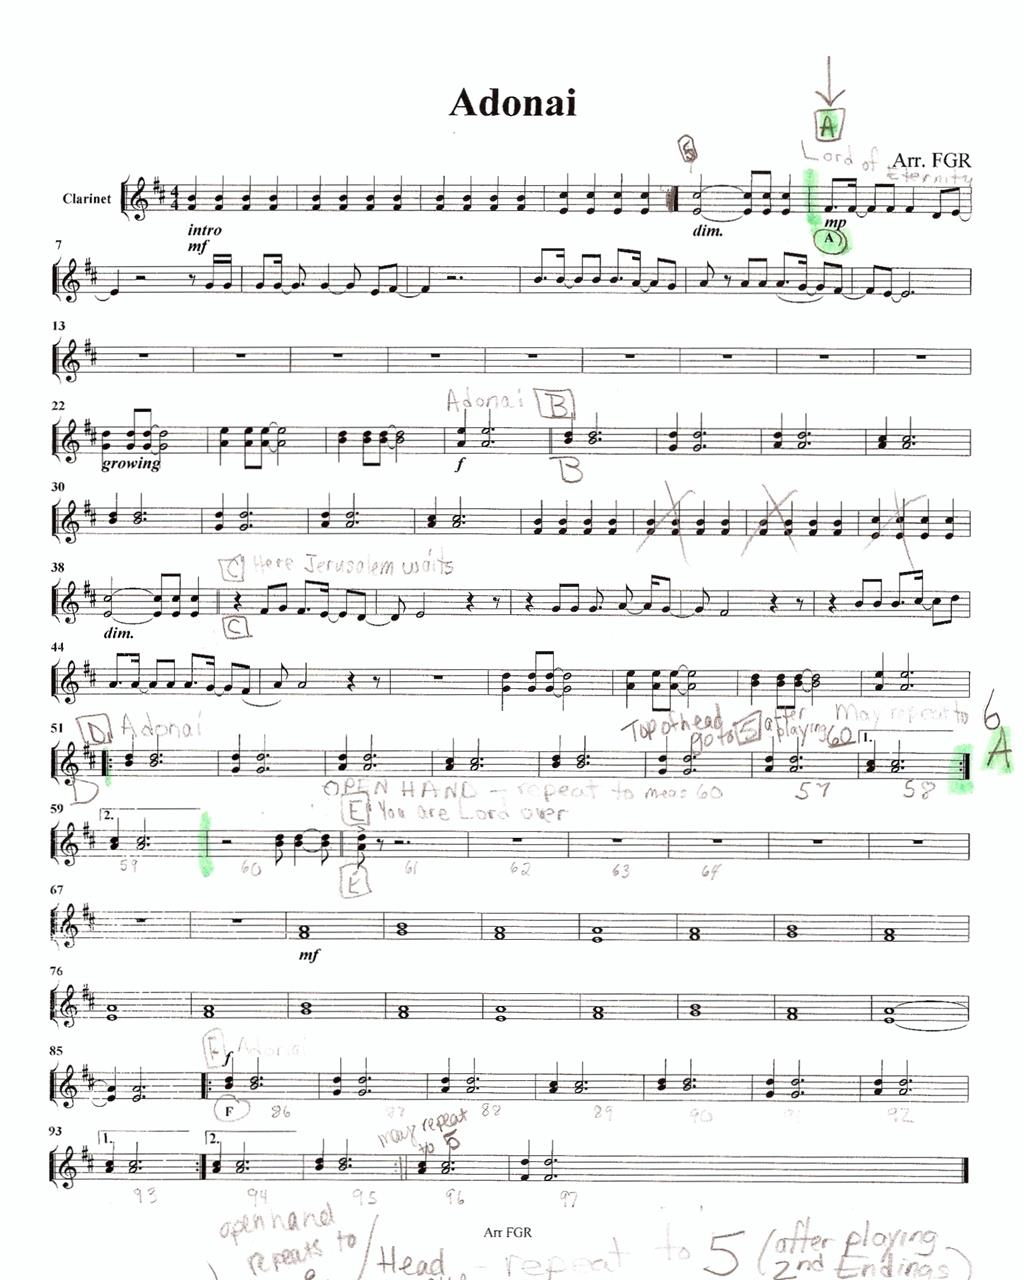 Adonai
A
5
Lord of
Arr. FGR
Eternity
Clarinet
4
4
intro
mf
dim.
mp
A
7
13
22
Adonai B
growing
f
B
30
38
C Here Jerusalem waits
dim.
C
44
51
D Adonai
Top of head
go to 5 after
playing 60
May repeat to 6
A
1.
D
OPEN HAND - repeat to meas 60
57
58
59
2.
E You are Lord over
59
60
61
62
63
64
E
67
mf
76
85
F Adonai
f
F
86
87
88
89
90
91
92
93
1.
2.
may repeat
to 5
93
94
95
96
97
open hand
repeats to
Arr FGR
Head - repeat to 5 (after playing
2nd Endings)